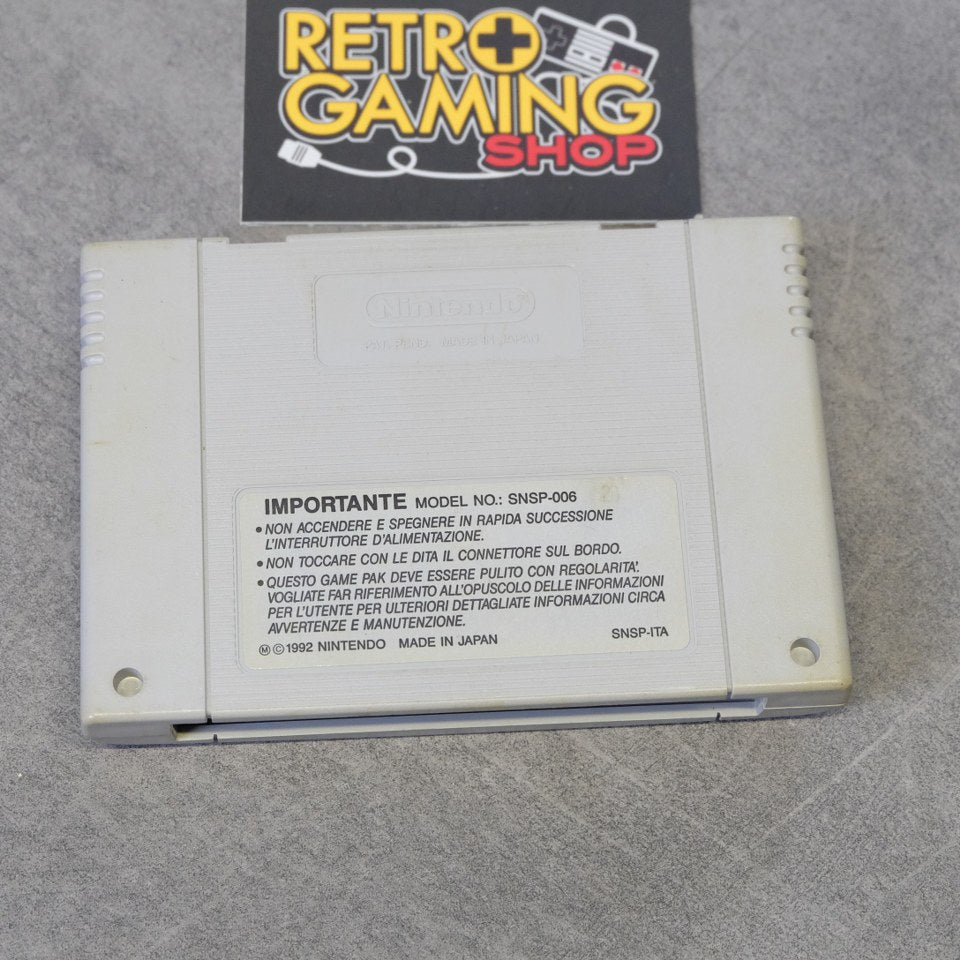 RETRO
GAMING
SHOP
Nintendo®
PAT. PEND. MADE IN JAPAN
IMPORTANTE MODEL NO.: SNSP-006 20
• NON ACCENDERE E SPEGNERE IN RAPIDA SUCCESSIONE
L'INTERRUTTORE D'ALIMENTAZIONE.
• NON TOCCARE CON LE DITA IL CONNETTORE SUL BORDO.
• QUESTO GAME PAK DEVE ESSERE PULITO CON REGOLARITA'.
VOGLIATE FAR RIFERIMENTO ALL'OPUSCOLO DELLE INFORMAZIONI
PER L'UTENTE PER ULTERIORI DETTAGLIATE INFORMAZIONI CIRCA
AVVERTENZE E MANUTENZIONE.
Ⓜ ©1992 NINTENDO MADE IN JAPAN SNSP-ITA